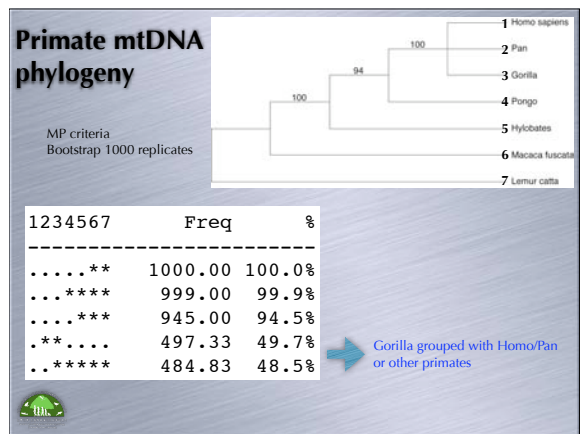 Primate mtDNA
phylogeny
MP criteria
Bootstrap 1000 replicates
100
94
100
1 Homo sapiens
2 Pan
3 Gorilla
4 Pongo
5 Hylobates
6 Macaca fuscata
7 Lemur catta
1234567 Freq %
-------------------------
.....** 1000.00 100.0%
...**** 999.00 99.9%
....*** 945.00 94.5%
.**.... 497.33 49.7%
..***** 484.83 48.5%
Gorilla grouped with Homo/Pan
or other primates